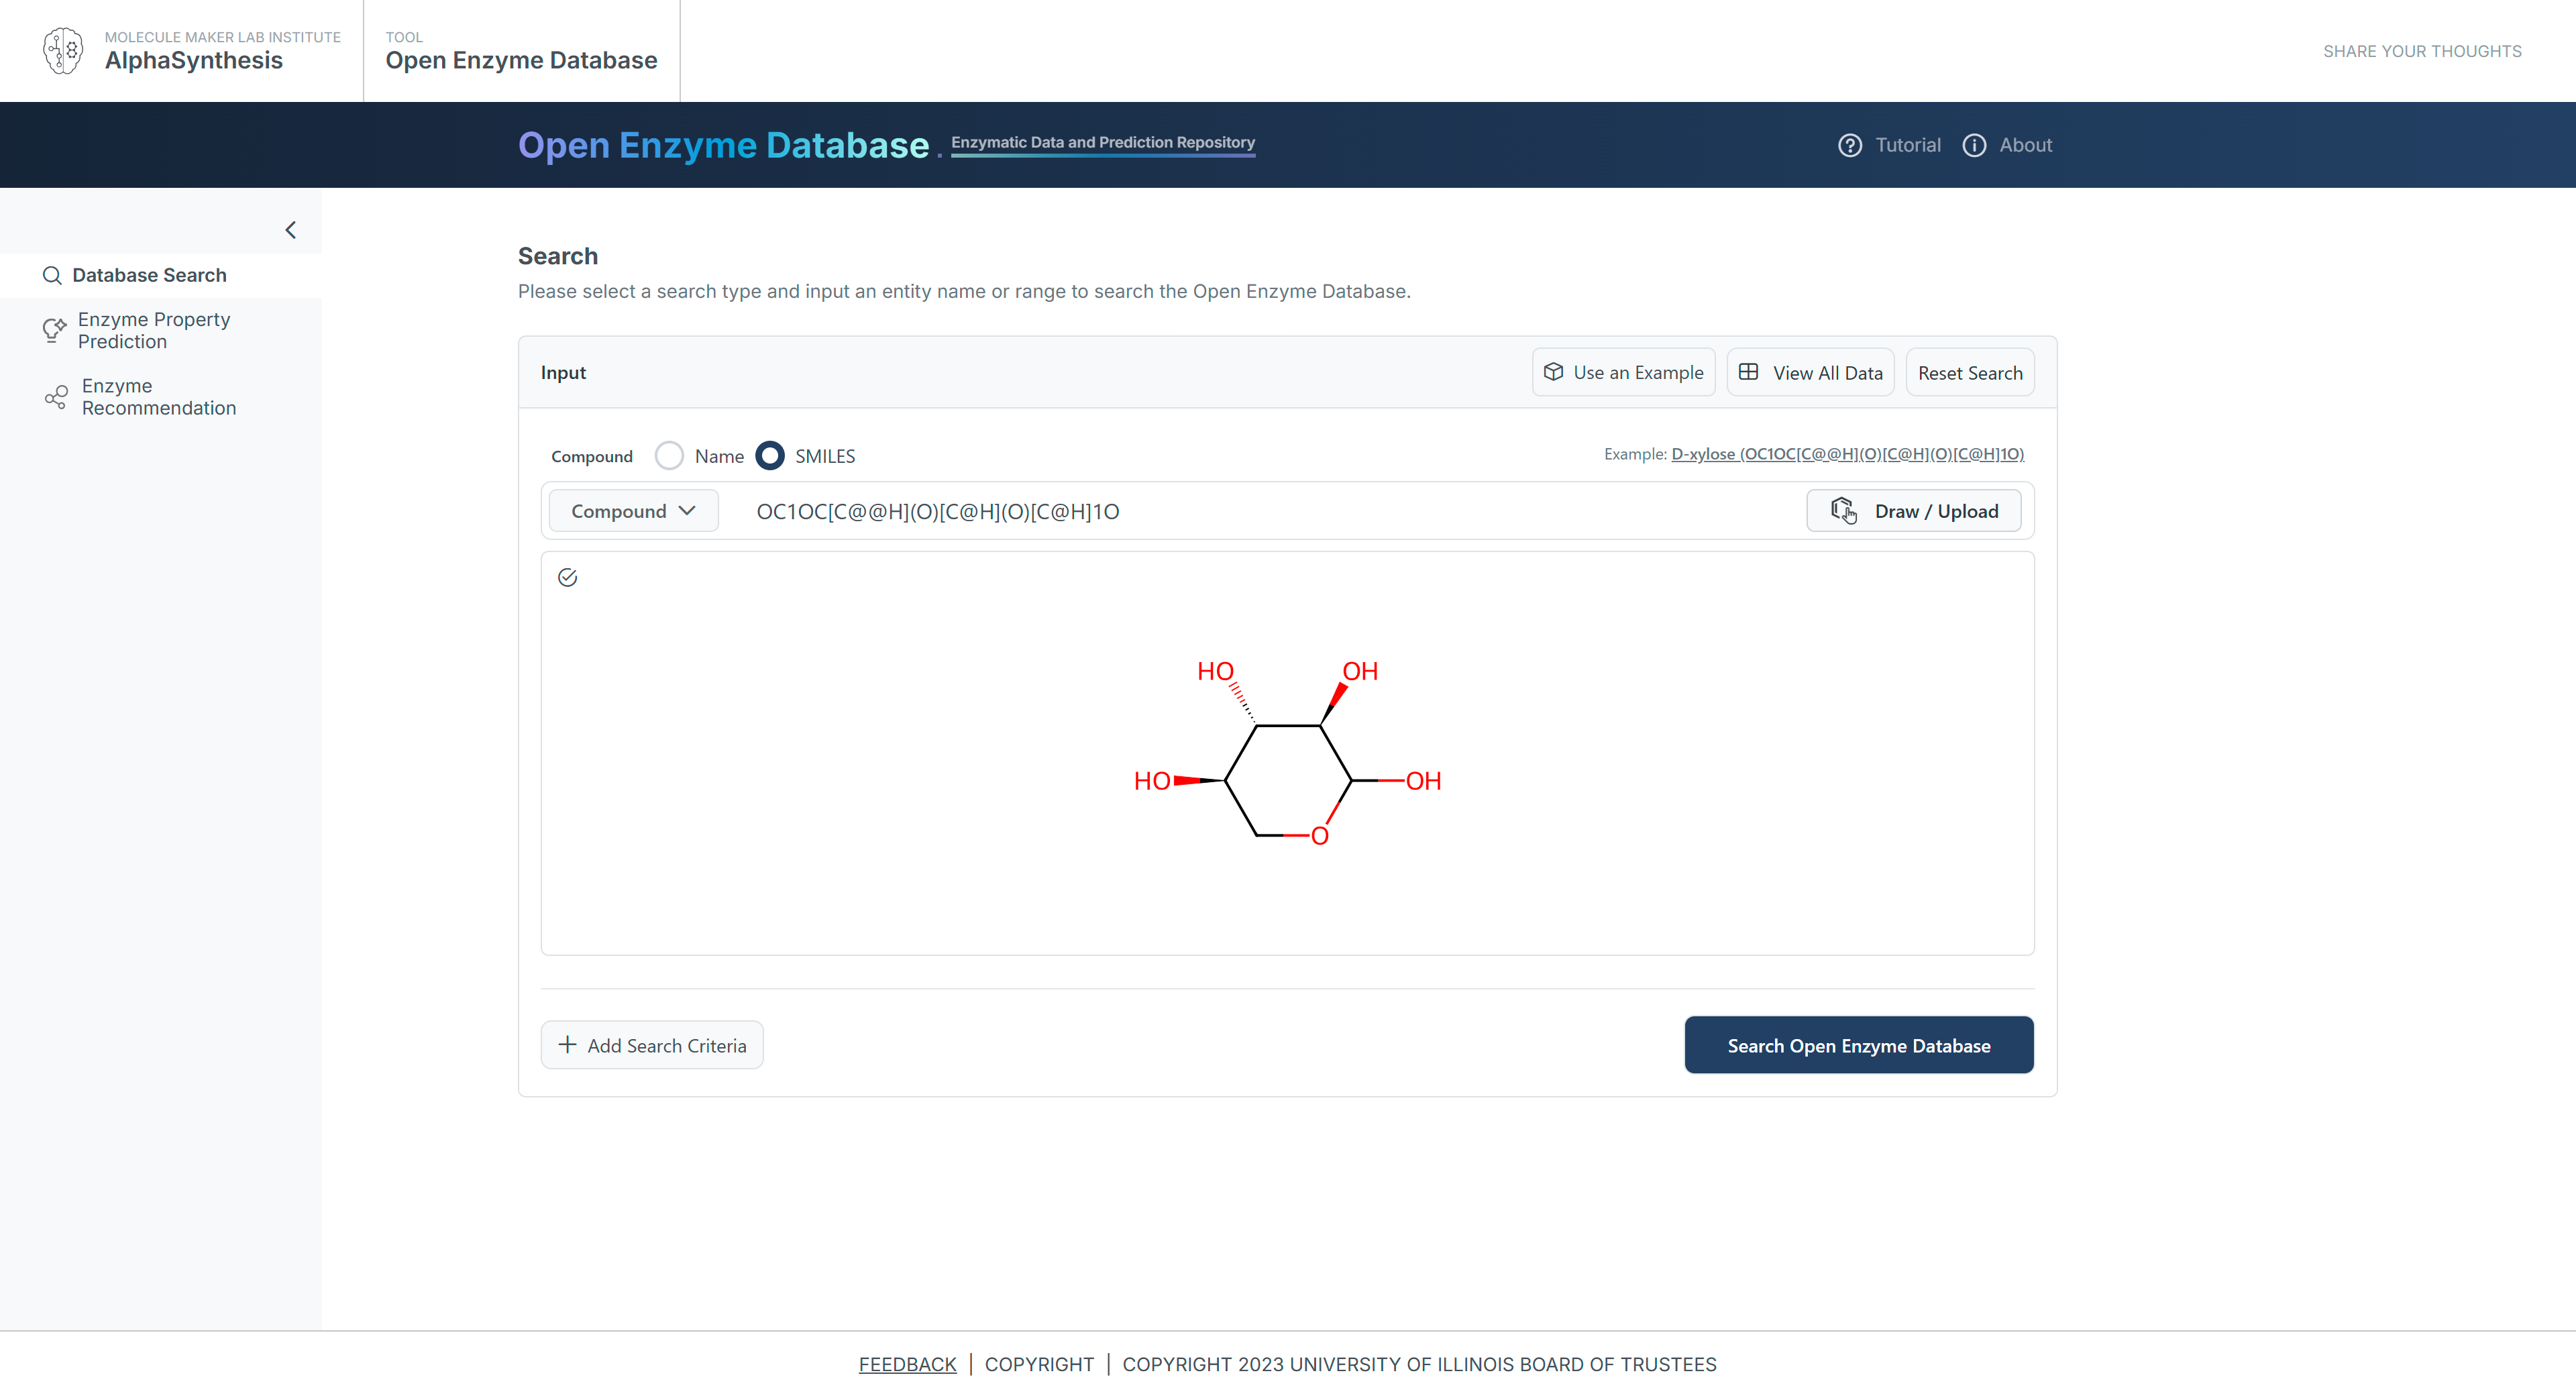 MOLECULE MAKER LAB INSTITUTE
AlphaSynthesis
TOOL
Open Enzyme Database
SHARE YOUR THOUGHTS
Open Enzyme Database. Enzymatic Data and Prediction Repository
Tutorial
About
Database Search
Enzyme Property
Prediction
Enzyme
Recommendation
Search
Please select a search type and input an entity name or range to search the Open Enzyme Database.
Input
Use an Example
View All Data
Reset Search
Compound
Name
SMILES
Example: D-xylose (OC1OC[C@@H](O)[C@H](O)[C@H]1O)
Compound
OC1OC[C@@H](O)[C@H](O)[C@H]1O
Draw / Upload
HO
OH
HO
OH
O
Add Search Criteria
Search Open Enzyme Database
FEEDBACK | COPYRIGHT | COPYRIGHT 2023 UNIVERSITY OF ILLINOIS BOARD OF TRUSTEES